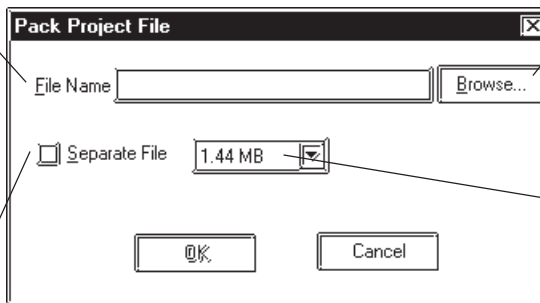 Pack Project File
File Name
Browse...
Separate File
1.44 MB
OK
Cancel